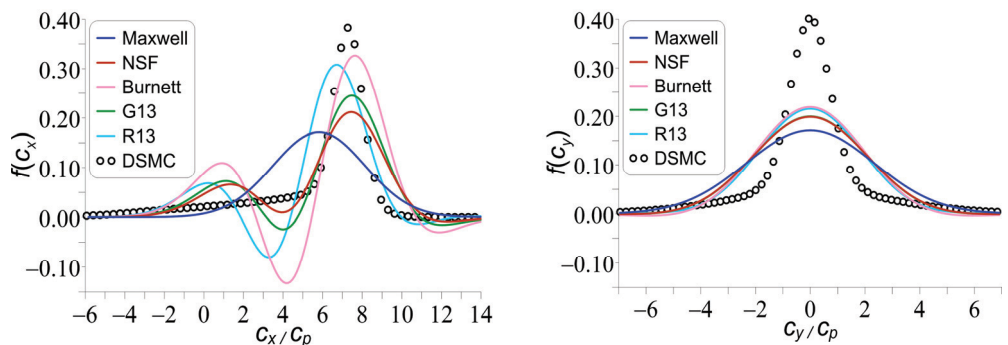 0.40
0.30
0.20
0.10
0.00
−0.10
f(cx)
Maxwell
NSF
Burnett
G13
R13
DSMC
−6 −4 −2 0 2 4 6 8 10 12 14
cx/cp
0.40
0.30
0.20
0.10
0.00
−0.10
f(cy)
Maxwell
NSF
Burnett
G13
R13
DSMC
−6 −4 −2 0 2 4 6
cy/cp